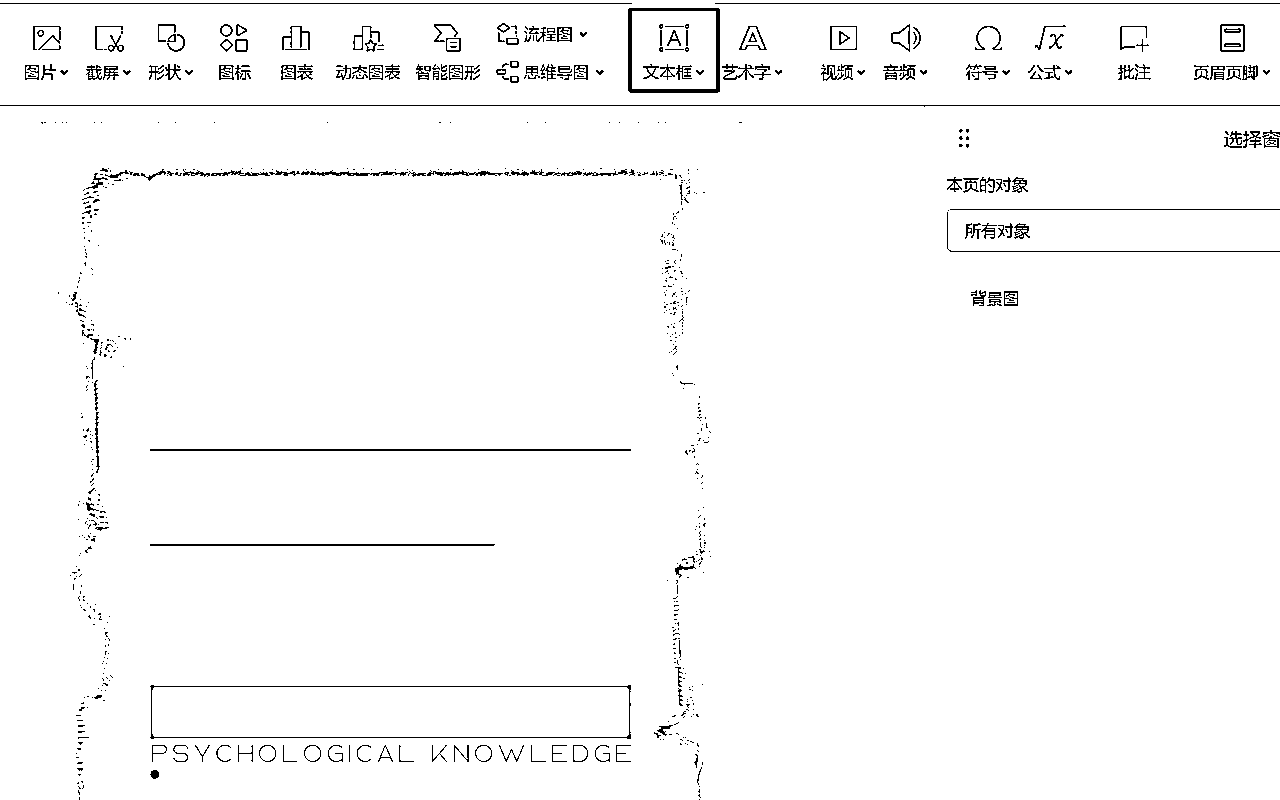 流程图
图片 截屏 形状 图标 图表 动态图表 智能图形 思维导图 文本框 艺术字 视频 音频 符号 公式 批注 页眉页脚
选择窗
本页的对象
所有对象
背景图
PSYCHOLOGICAL KNOWLEDGE